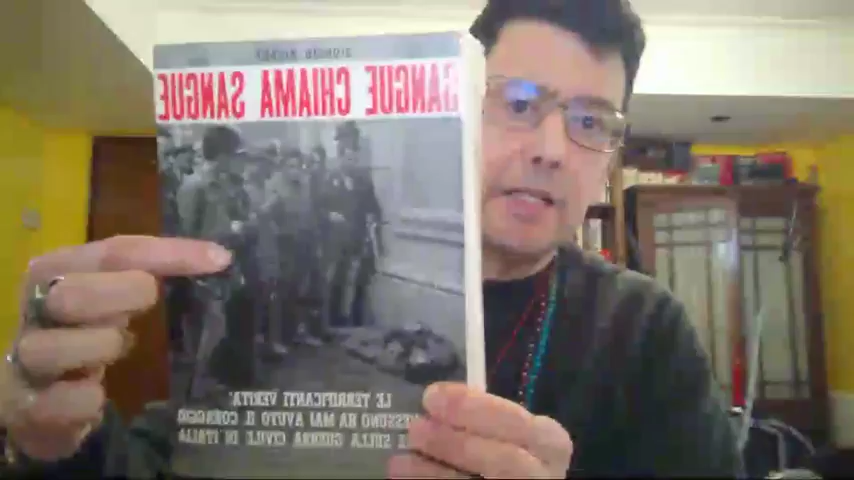 SANGUE CHIAMA SANGUE
LE TERRIFICANTI VERITA'
NESSUNO HA MAI AVUTO IL CORAGGIO
SULLA GUERRA CIVILE IN ITALIA